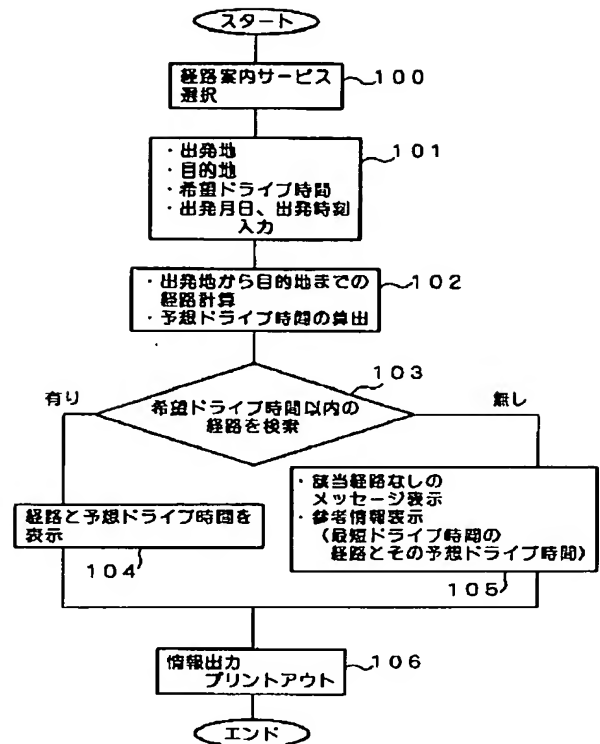 スタート
経路案内サービス
選択
100
・出発地
・目的地
・希望ドライブ時間
・出発月日、出発時刻
入力
101
・出発地から目的地までの
経路計算
・予想ドライブ時間の算出
102
103
有り
希望ドライブ時間以内の
経路を検索
無し
経路と予想ドライブ時間を
表示
104
・該当経路なしの
メッセージ表示
・参考情報表示
(最短ドライブ時間の
経路とその予想ドライブ時間)
105
情報出力
プリントアウト
106
エンド